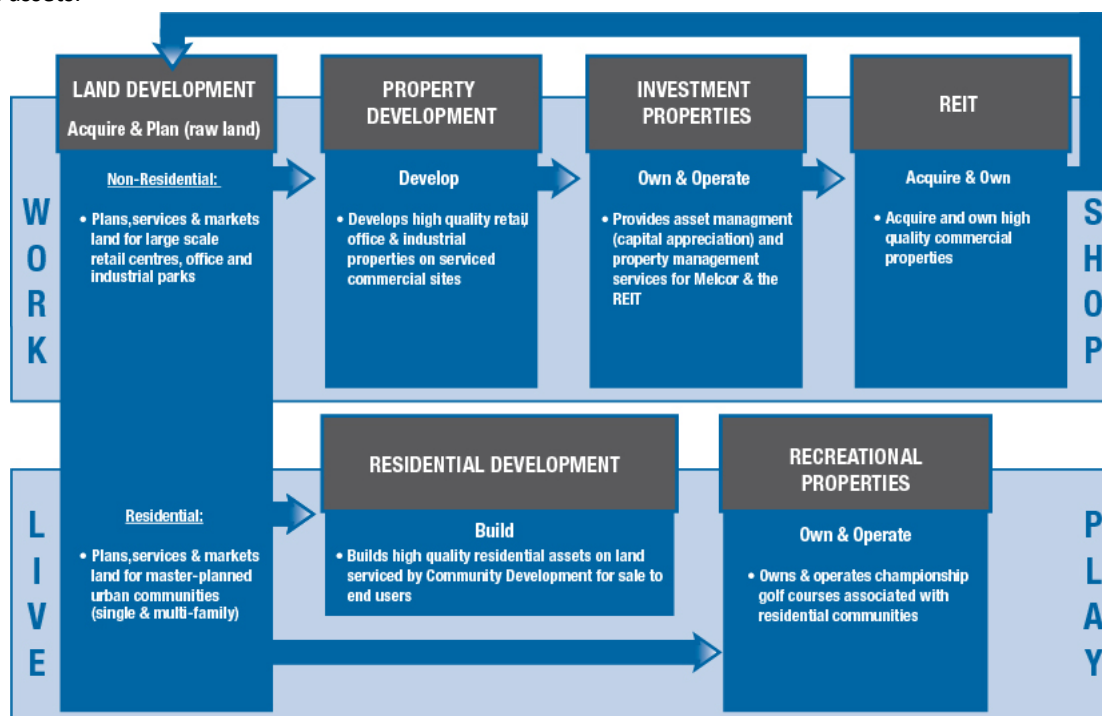 LAND DEVELOPMENT
Acquire & Plan (raw land)
Non-Residential:
• Plans,services & markets
land for large scale
retail centres, office and
industrial parks
PROPERTY
DEVELOPMENT
Develop
• Develops high quality retail,
office & industrial
properties on serviced
commercial sites
INVESTMENT
PROPERTIES
Own & Operate
• Provides asset managment
(capital appreciation) and
property management
services for Melcor & the
REIT
REIT
Acquire & Own
• Acquire and own high
quality commercial
properties
WORK
SHOP
Residential:
• Plans,services & markets
land for master-planned
urban communities
(single & multi-family)
RESIDENTIAL DEVELOPMENT
Build
• Builds high quality residential assets on land
serviced by Community Development for sale to
end users
RECREATIONAL
PROPERTIES
Own & Operate
• Owns & operates championship
golf courses associated with
residential communities
LIVE
PLAY